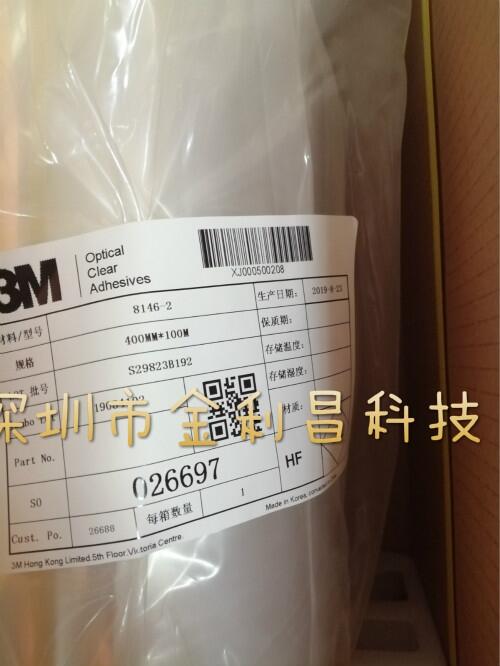 3M
Optical
Clear
Adhesives
XJ000500208
材料/型号 8146-2 生产日期: 2019-8-23
规格 400MM*100M 保质期:
批号 S29823B192 存储温度:
存储湿度:
深圳市金利昌科技
Part No. 材质:
SO 026697 HF
Cust. Po. 26688 每箱数量 1
Made in Korea,
3M Hong Kong Limited.5th Floor,Victoria Centre.